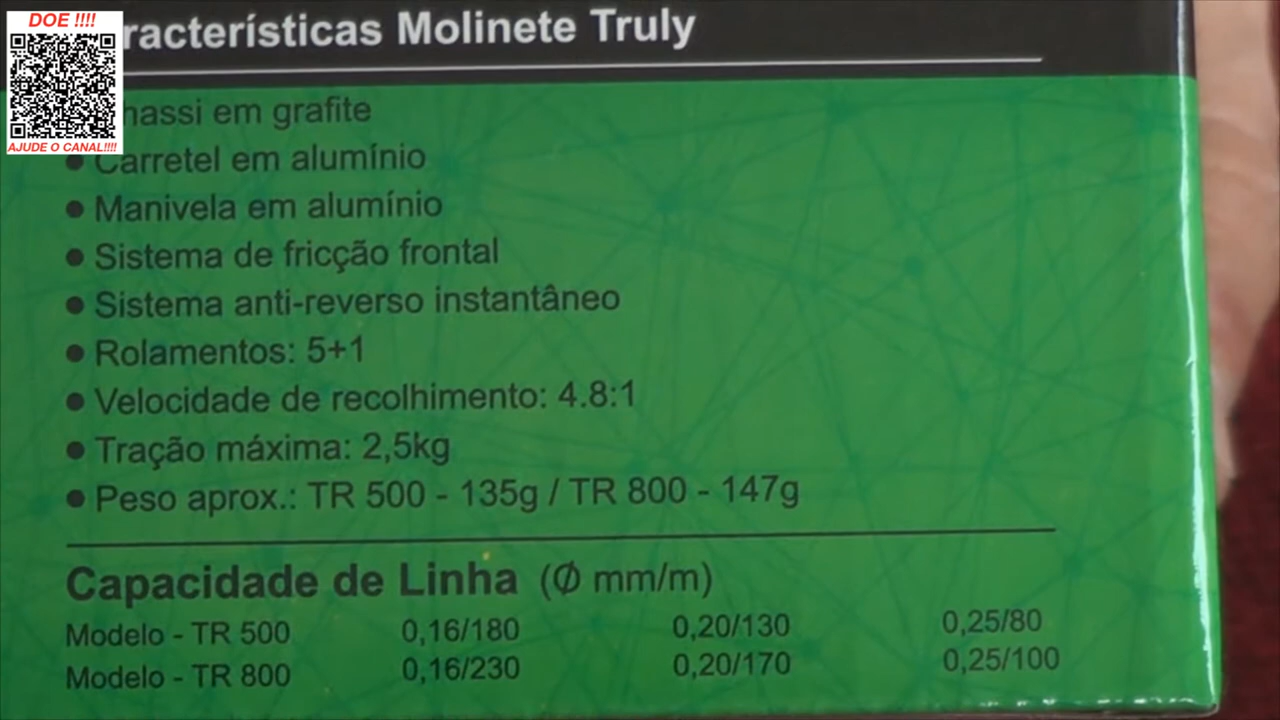 DOE !!!!
AJUDE O CANAL!!!!
racterísticas Molinete Truly
hassi em grafite
• Carretel em alumínio
• Manivela em alumínio
• Sistema de fricção frontal
• Sistema anti-reverso instantâneo
• Rolamentos: 5+1
• Velocidade de recolhimento: 4.8:1
• Tração máxima: 2,5kg
• Peso aprox.: TR 500 - 135g / TR 800 - 147g
Capacidade de Linha (Ø mm/m)
Modelo - TR 500 0,16/180 0,20/130 0,25/80
Modelo - TR 800 0,16/230 0,20/170 0,25/100